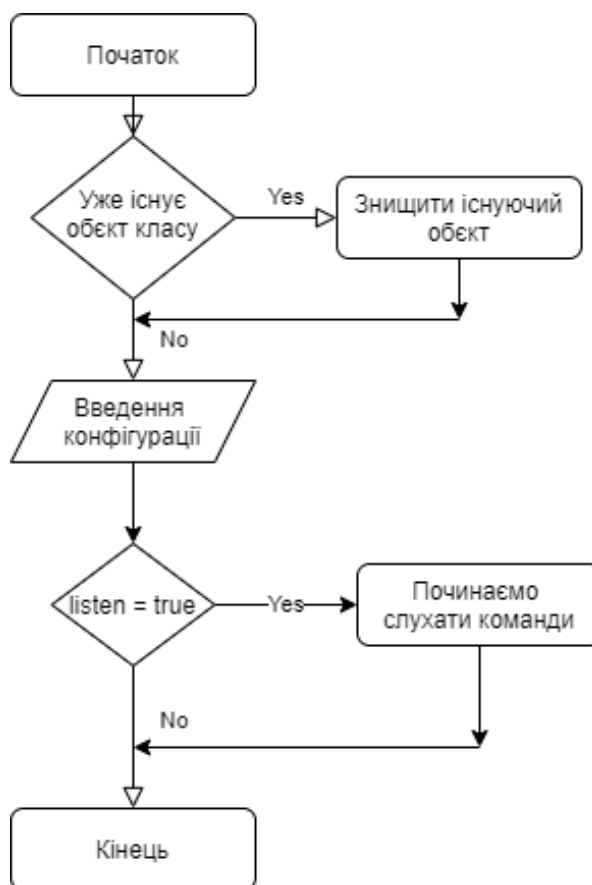 Початок
Уже існує
обєкт класу
Yes
Знищити існуючий
обєкт
No
Введення
конфігурації
listen = true
Yes
Починаємо
слухати команди
No
Кінець